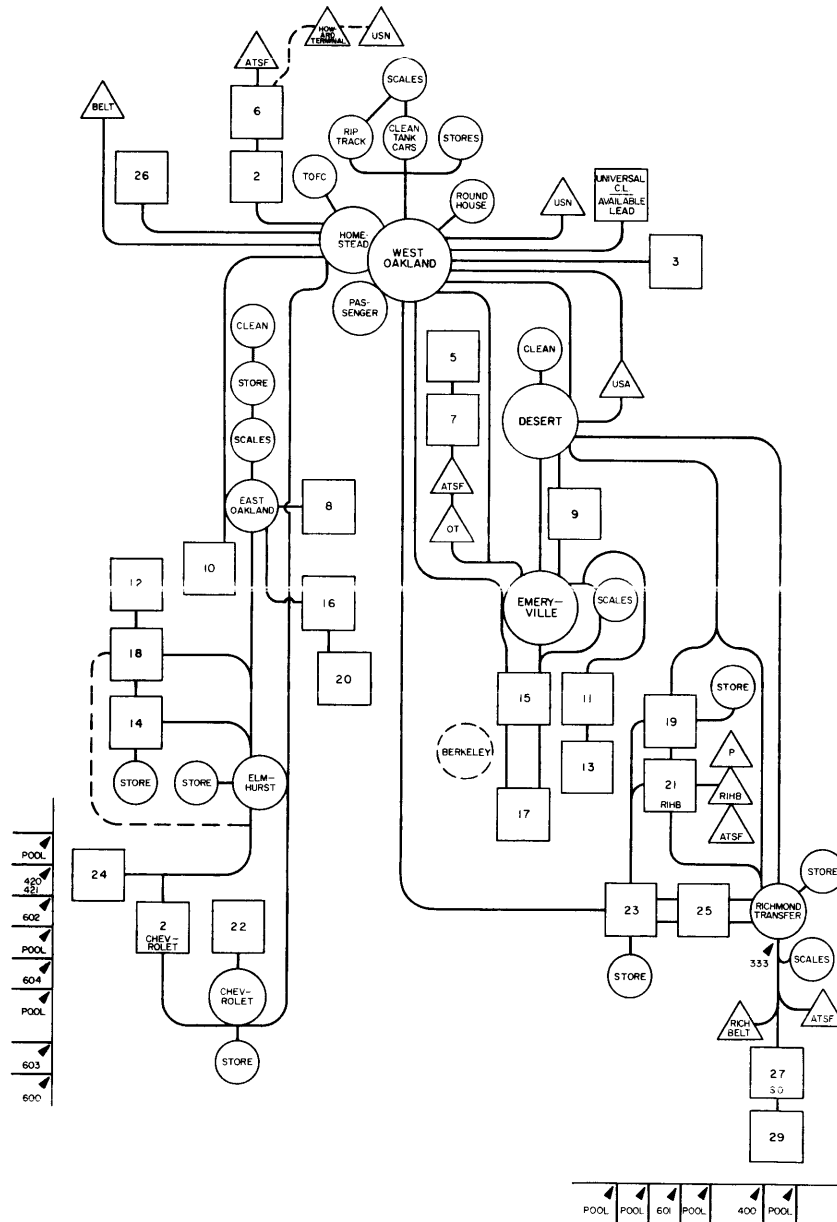 HOW-
ARD
TERMINAL
USN
ATSF
SCALES
BELT
6
RIP
TRACK
CLEAN
TANK
CARS
STORES
26
2
TOFC
ROUND
HOUSE
USN
UNIVERSAL
C.L.
AVAILABLE
LEAD
HOME-
STEAD
WEST
OAKLAND
3
PAS-
SENGER
CLEAN
5
CLEAN
STORE
USA
7
DESERT
SCALES
ATSF
EAST
OAKLAND
8
OT
9
10
12
16
EMERY-
VILLE
SCALES
18
20
15
11
STORE
14
19
BERKELEY
13
P
STORE
STORE
ELM-
HURST
21
RIHB
RIHB
17
ATSF
POOL
24
STORE
420
421
2
CHEV-
ROLET
22
23
25
RICHMOND
TRANSFER
602
POOL
333
SCALES
604
CHEV-
ROLET
STORE
POOL
RICH
BELT
ATSF
603
STORE
27
S.O.
600
29
POOL
POOL
601
POOL
400
POOL